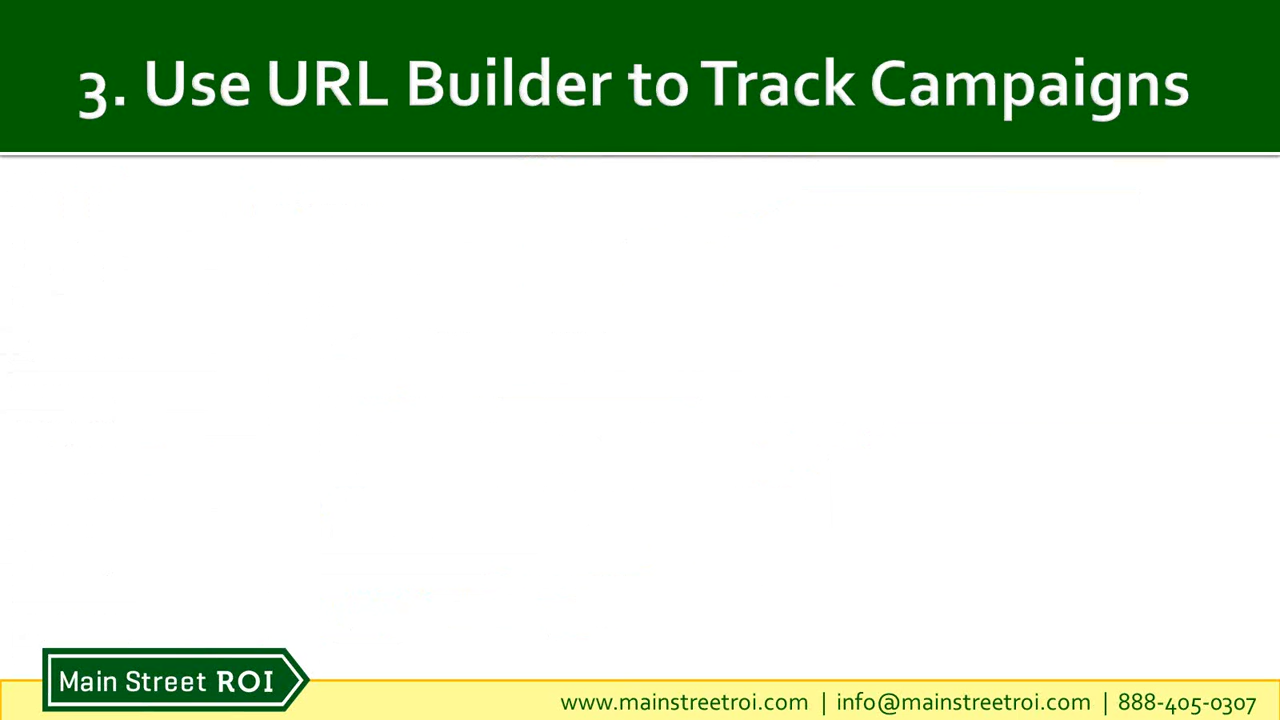 3. Use URL Builder to Track Campaigns
Main Street ROI
www.mainstreetroi.com | info@mainstreetroi.com | 888-405-0307